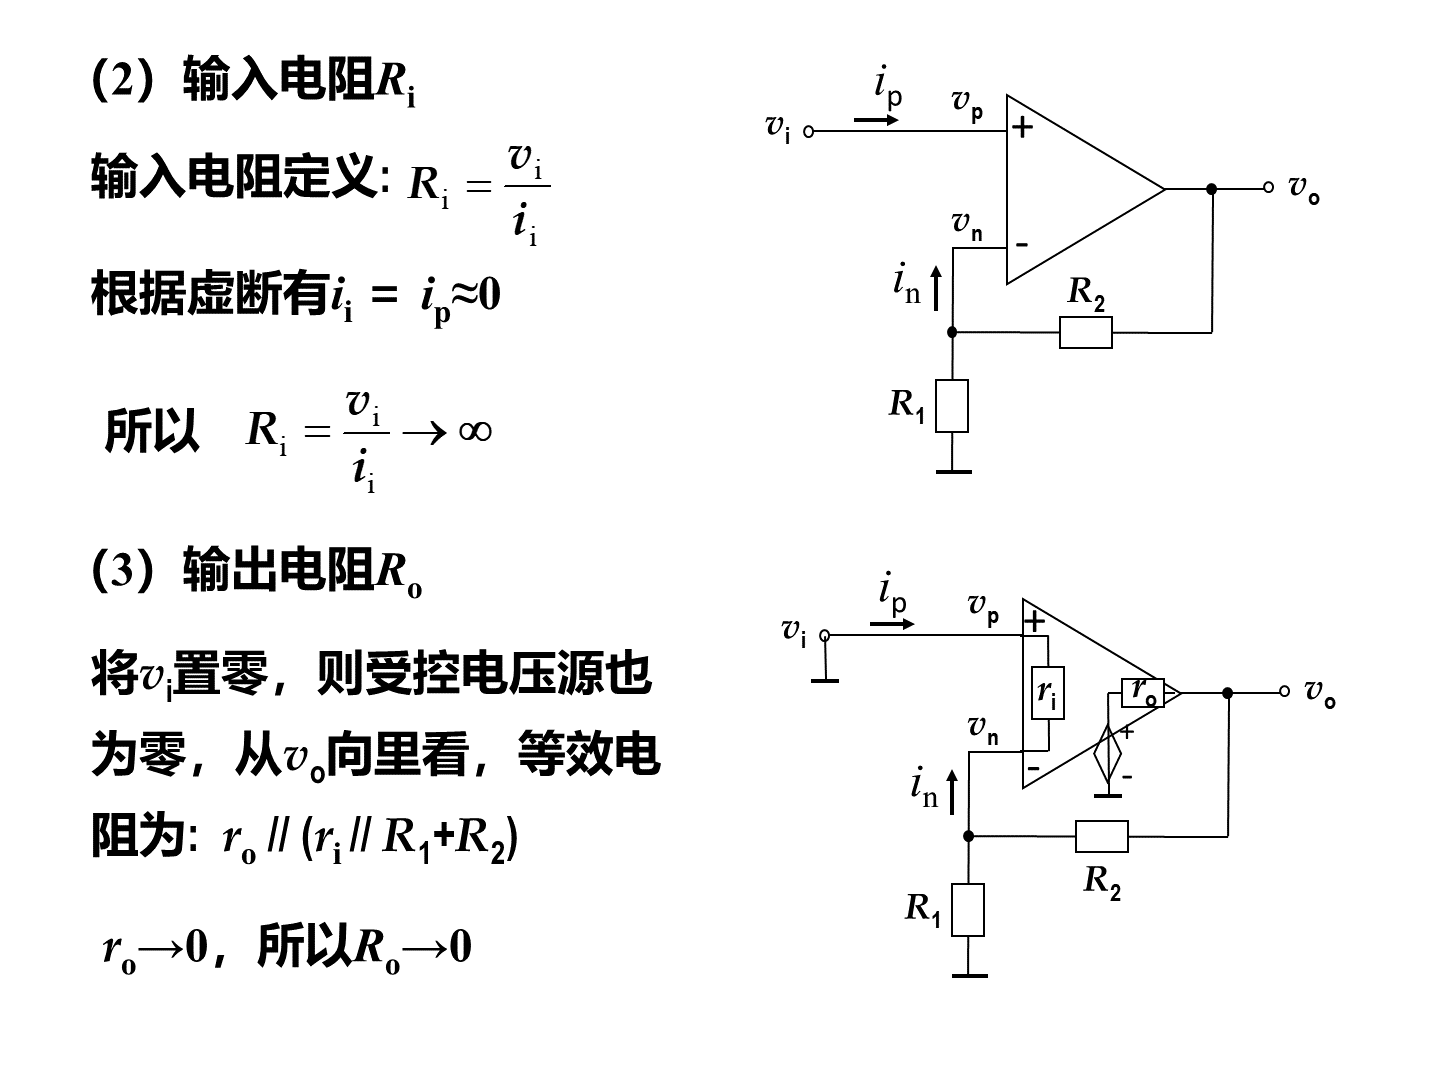 （2）输入电阻Ri
输入电阻定义：Ri = vi / ii
根据虚断有ii = ip≈0
所以 Ri = vi / ii → ∞
（3）输出电阻Ro
将vi置零，则受控电压源也
为零，从vo向里看，等效电
阻为：ro // (ri // R1+R2)
ro→0，所以Ro→0
ip
vp
vi
+
vo
vn
-
in
R2
R1
ip
vp
vi
+
ri
ro
vo
vn
+
-
-
in
R2
R1